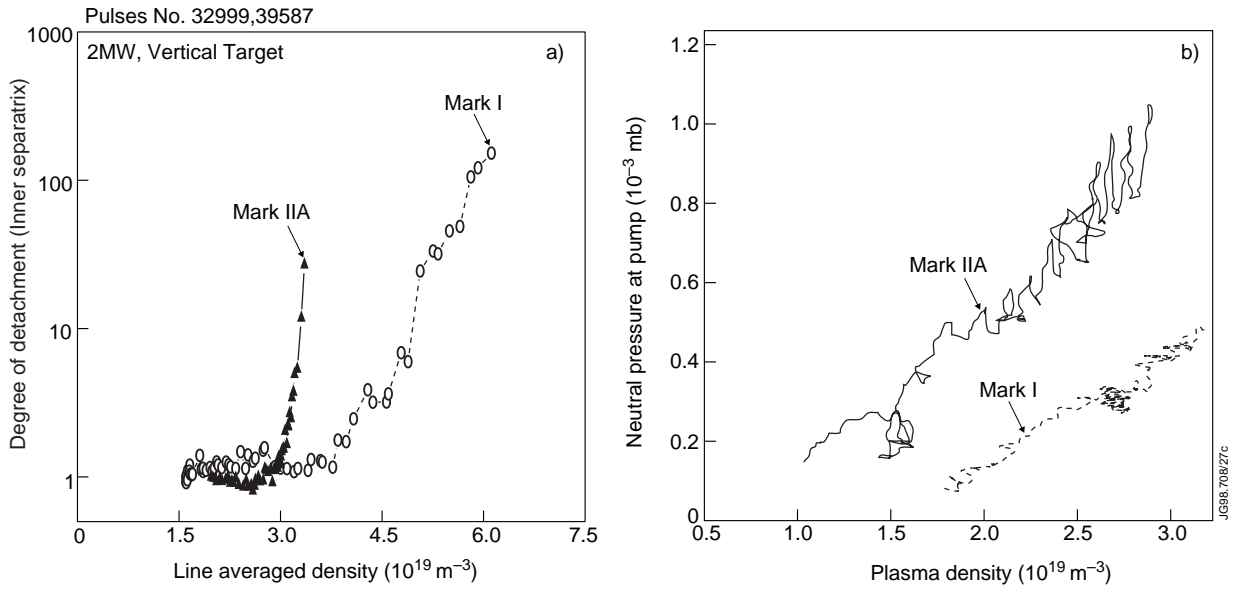 Pulses No. 32999,39587
2MW, Vertical Target
a)
Mark I
Mark IIA
1000
100
10
1
0
1.5
3.0
4.5
6.0
7.5
Degree of detachment (Inner separatrix)
Line averaged density (10¹⁹ m⁻³)
b)
Mark IIA
Mark I
1.2
1.0
0.8
0.6
0.4
0.2
0
0.5
1.0
1.5
2.0
2.5
3.0
Neutral pressure at pump (10⁻³ mb)
Plasma density (10¹⁹ m⁻³)
JG98.708/27c